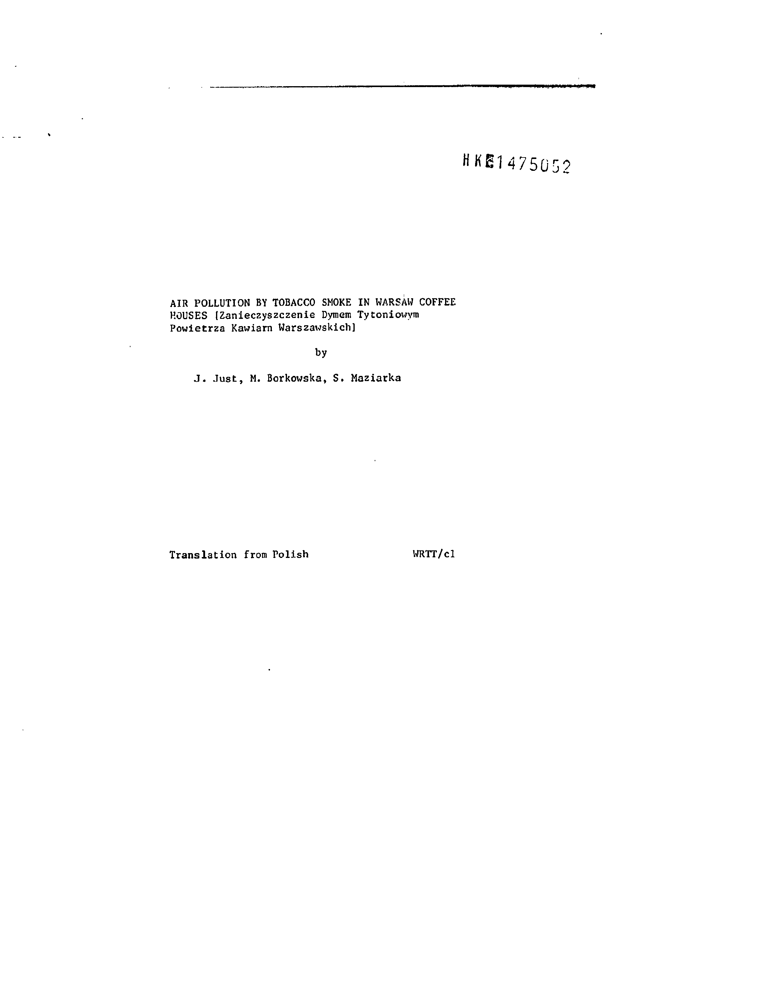 HKE1475052
AIR POLLUTION BY TOBACCO SMOKE IN WARSAW COFFEE
HOUSES [Zanieczyszczenie Dymem Tytoniowym
Powietrza Kawiarn Warszawskich]
by
J. Just, M. Borkowska, S. Maziarka
Translation from Polish WRTT/cl